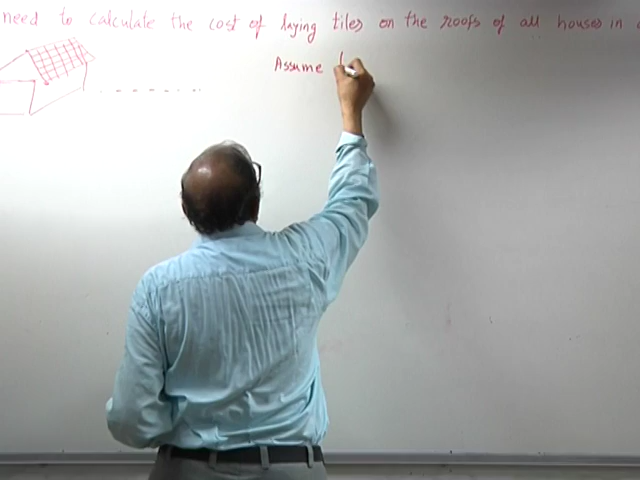 need to calculate the cost of laying tiles on the roofs of all houses in
Assume